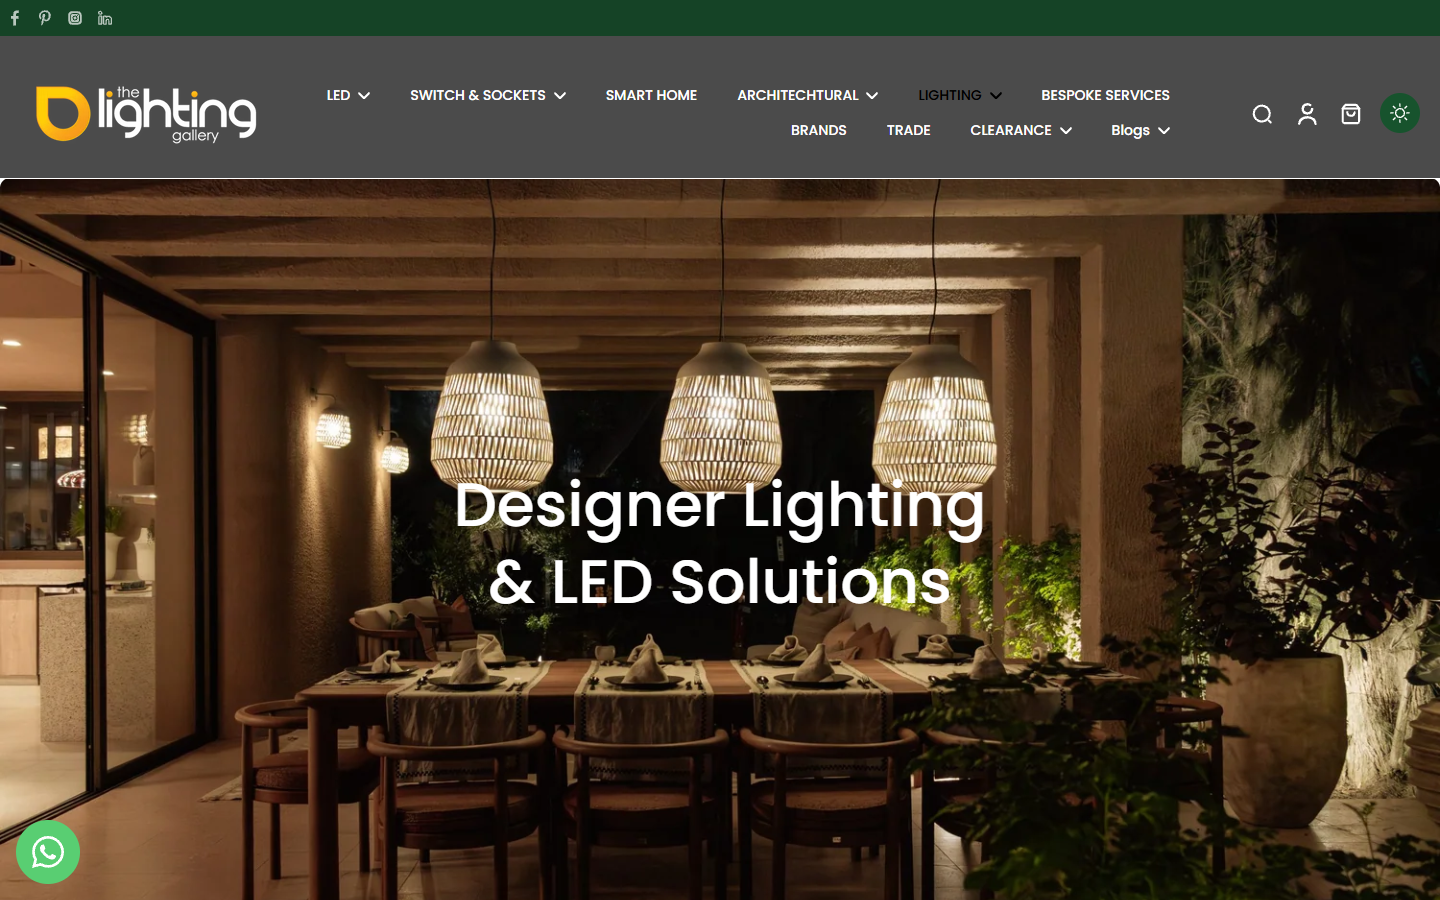 the
lighting
gallery
LED
SWITCH & SOCKETS
SMART HOME
ARCHITECHTURAL
LIGHTING
BESPOKE SERVICES
BRANDS
TRADE
CLEARANCE
Blogs
Designer Lighting
& LED Solutions